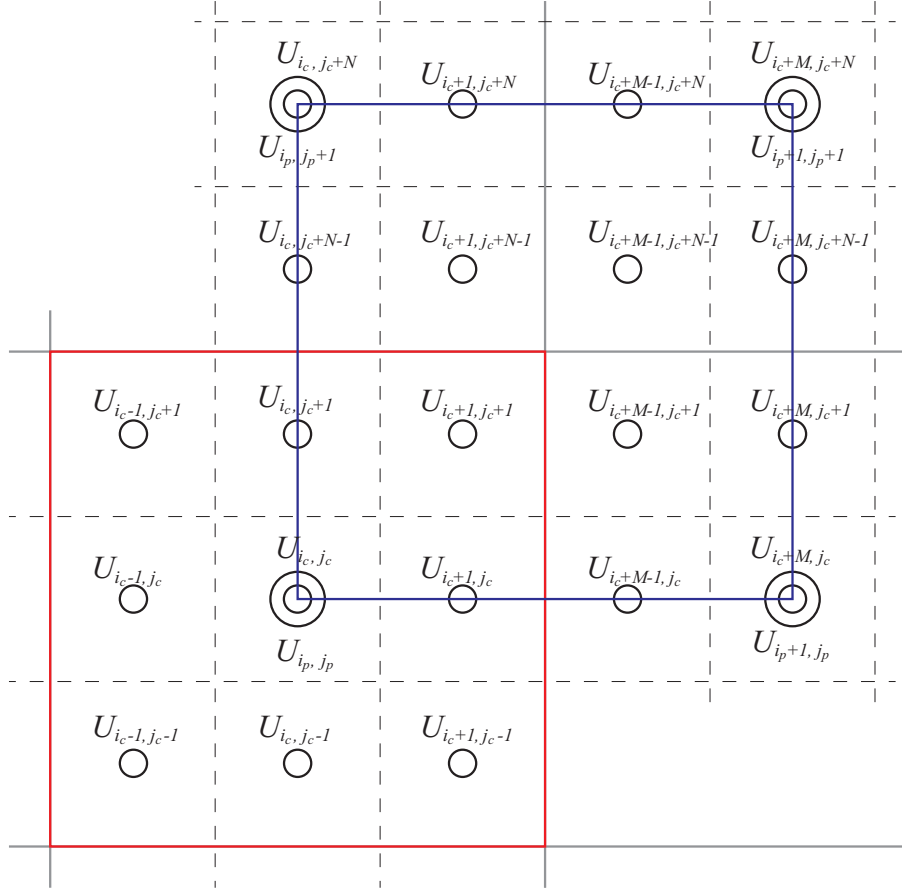 U_{i_c, j_c+N} U_{i_c+1, j_c+N} U_{i_c+M-1, j_c+N} U_{i_c+M, j_c+N}
U_{i_p, j_p+1} U_{i_p+1, j_p+1}
U_{i_c, j_c+N-1} U_{i_c+1, j_c+N-1} U_{i_c+M-1, j_c+N-1} U_{i_c+M, j_c+N-1}
U_{i_c-1, j_c+1} U_{i_c, j_c+1} U_{i_c+1, j_c+1} U_{i_c+M-1, j_c+1} U_{i_c+M, j_c+1}
U_{i_c-1, j_c} U_{i_c, j_c} U_{i_c+1, j_c} U_{i_c+M-1, j_c} U_{i_c+M, j_c}
U_{i_p, j_p} U_{i_p+1, j_p}
U_{i_c-1, j_c-1} U_{i_c, j_c-1} U_{i_c+1, j_c-1}